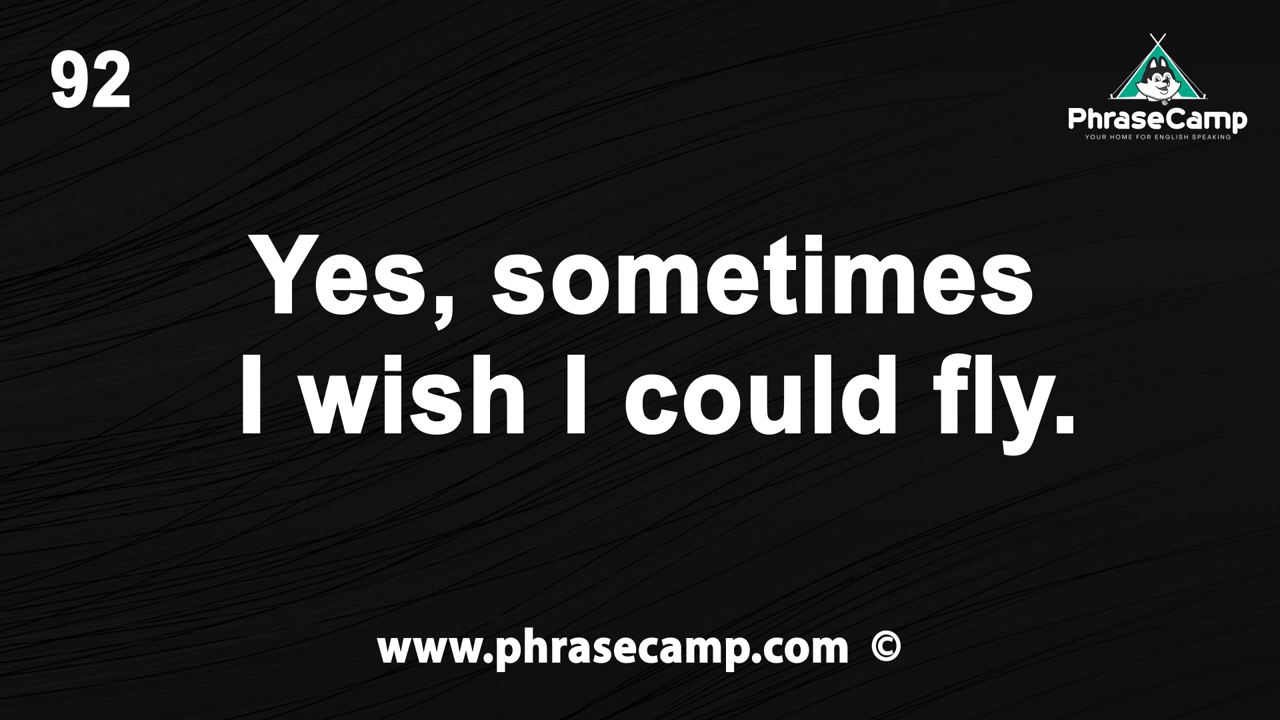 92
PhraseCamp
YOUR HOME FOR ENGLISH SPEAKING
Yes, sometimes
I wish I could fly.
www.phrasecamp.com ©